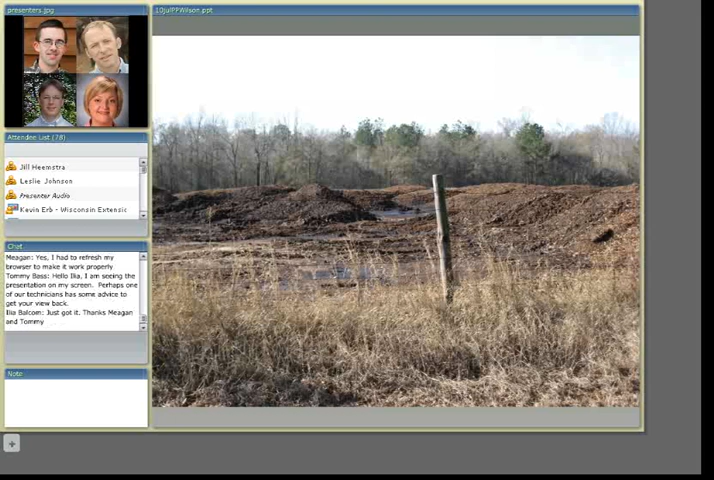 presenters.jpg
10julPPWilson.ppt
Attendee List (78)
Jill Heemstra
Leslie Johnson
Presenter Audio
Kevin Erb - Wisconsin Extensic
Chat
Meagan: Yes, I had to refresh my
browser to make it work properly
Tommy Bass: Hello Ilia, I am seeing the
presentation on my screen. Perhaps one
of our technicians has some advice to
get your view back.
Ilia Balcom: Just got it. Thanks Meagan
and Tommy
Note